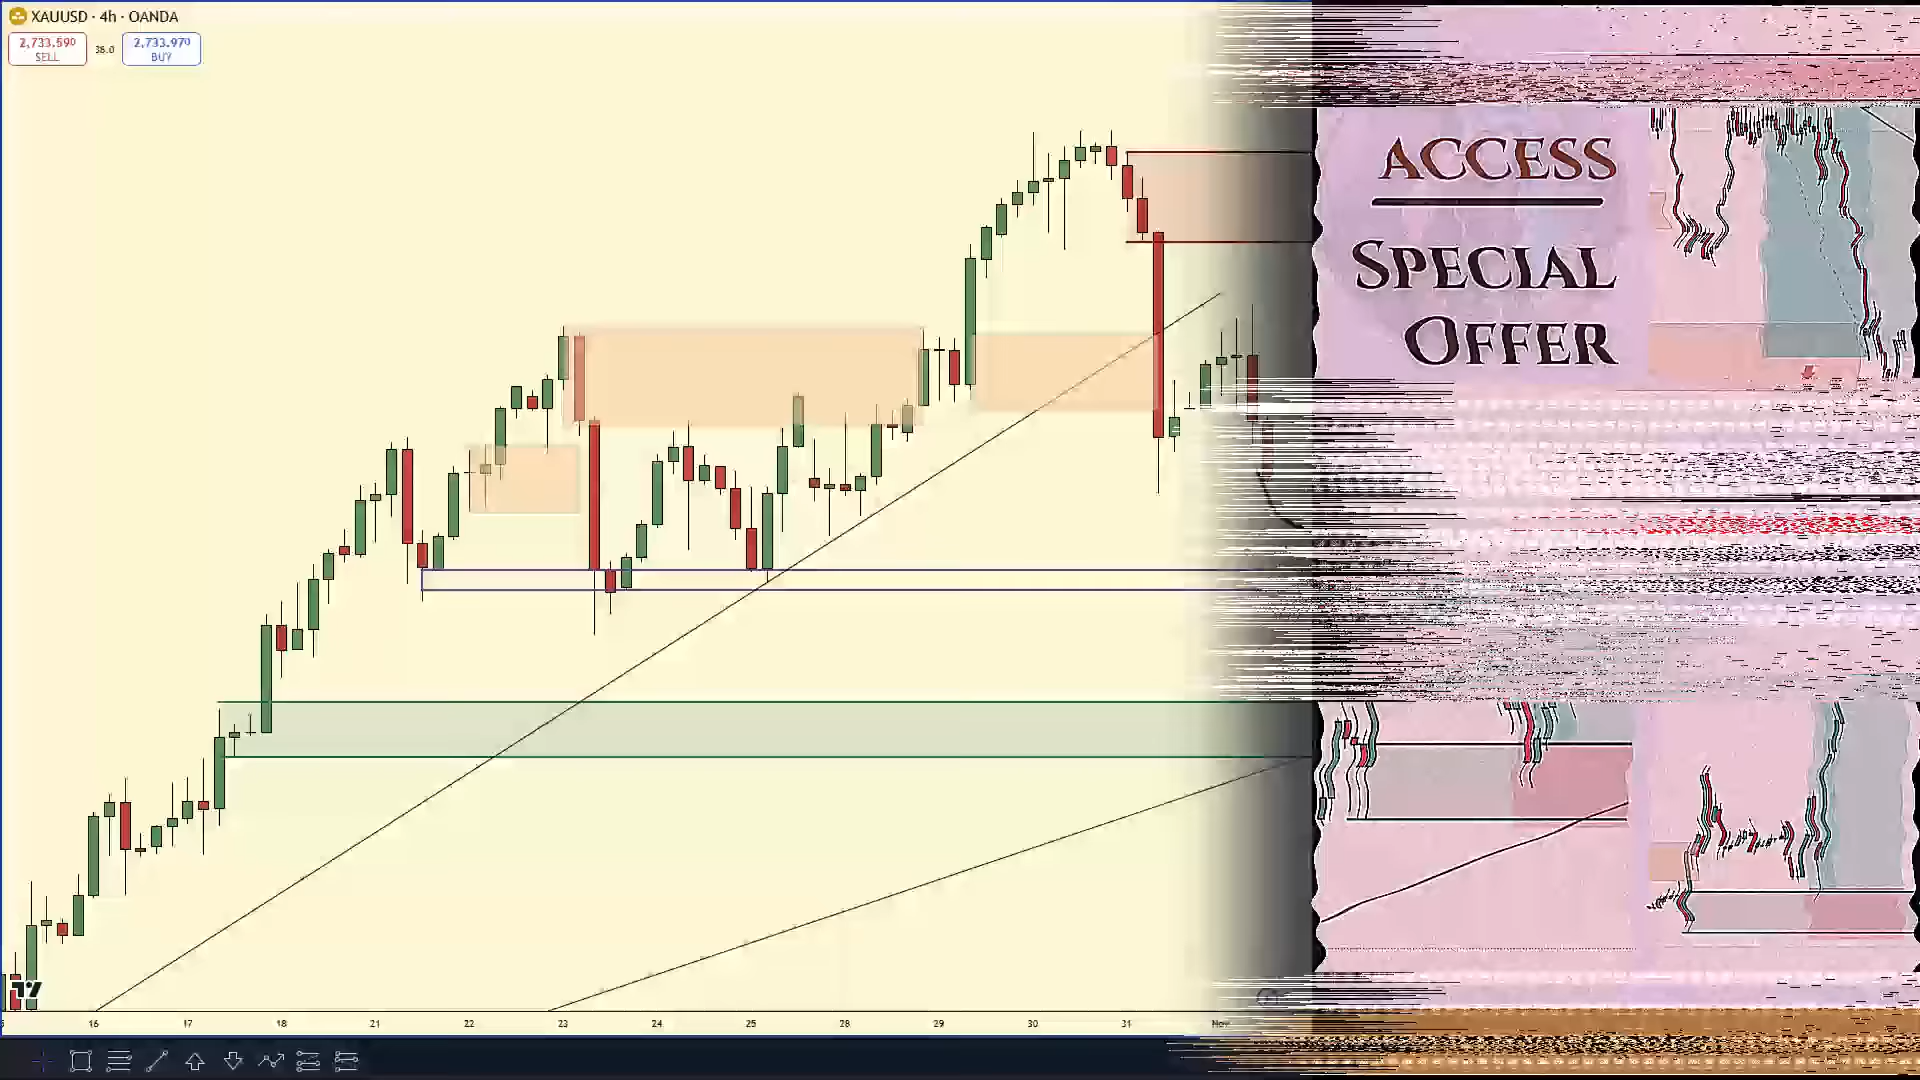 XAUUSD · 4h · OANDA
2,733.590 38.0 2,733.970
SELL BUY
ACCESS
SPECIAL
OFFER
16 17 18 21 22 23 24 25 28 29 30 31 Nov